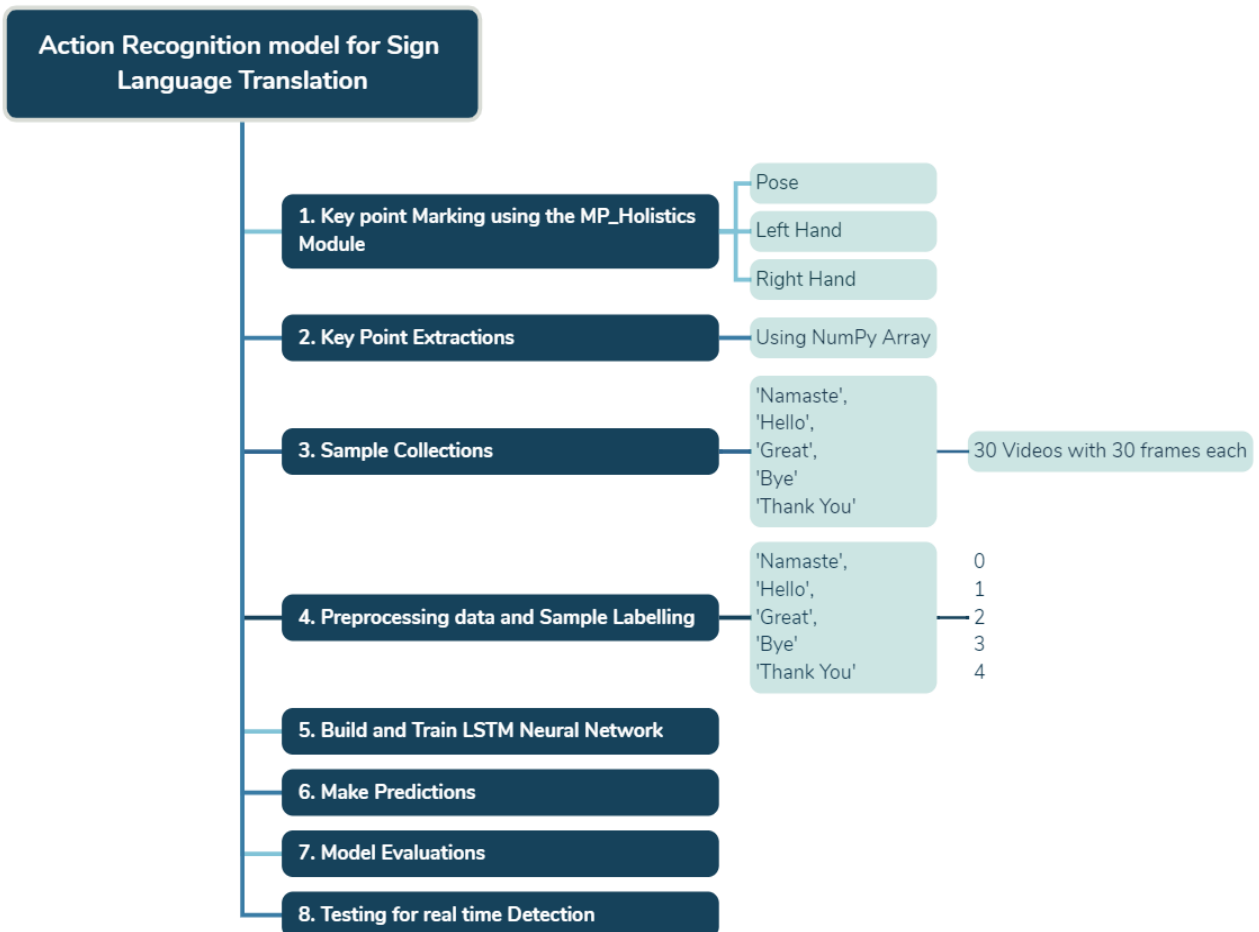 Action Recognition model for Sign
Language Translation
1. Key point Marking using the MP_Holistics
Module
Pose
Left Hand
Right Hand
2. Key Point Extractions
Using NumPy Array
3. Sample Collections
'Namaste',
'Hello',
'Great',
'Bye'
'Thank You'
30 Videos with 30 frames each
4. Preprocessing data and Sample Labelling
'Namaste',
'Hello',
'Great',
'Bye'
'Thank You'
0
1
2
3
4
5. Build and Train LSTM Neural Network
6. Make Predictions
7. Model Evaluations
8. Testing for real time Detection